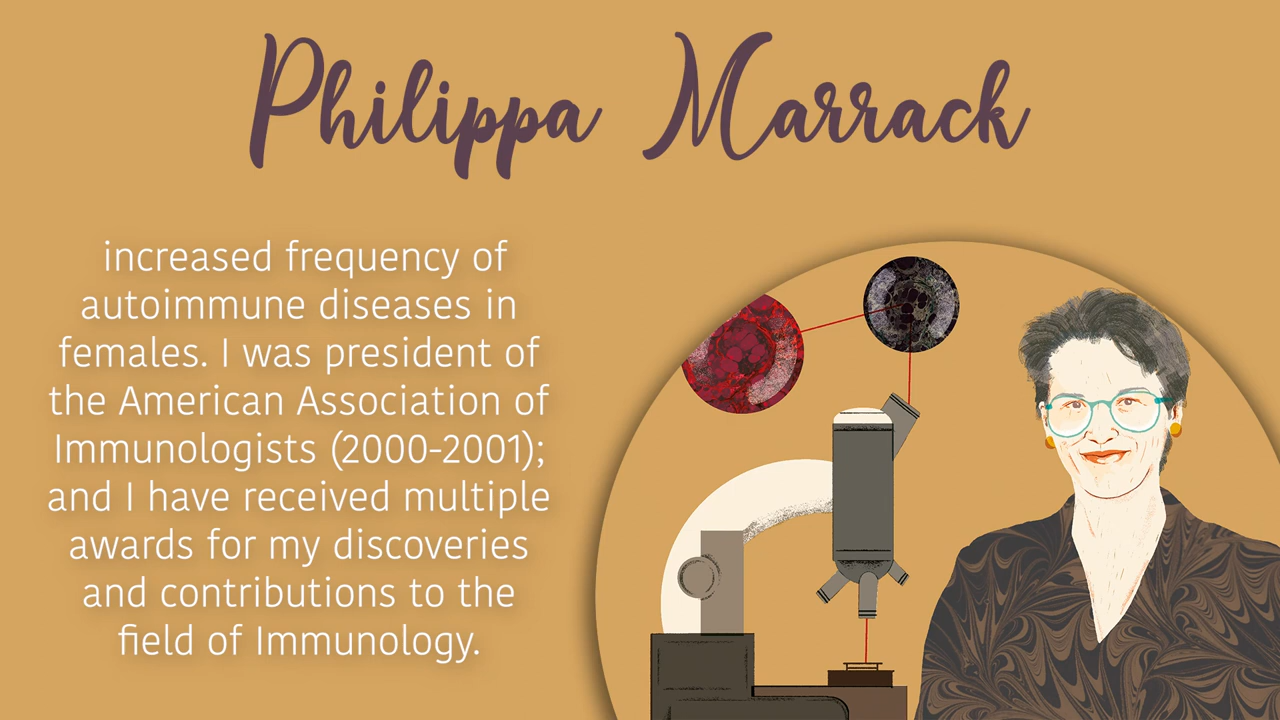 Philippa Marrack
increased frequency of
autoimmune diseases in
females. I was president of
the American Association of
Immunologists (2000-2001);
and I have received multiple
awards for my discoveries
and contributions to the
field of Immunology.